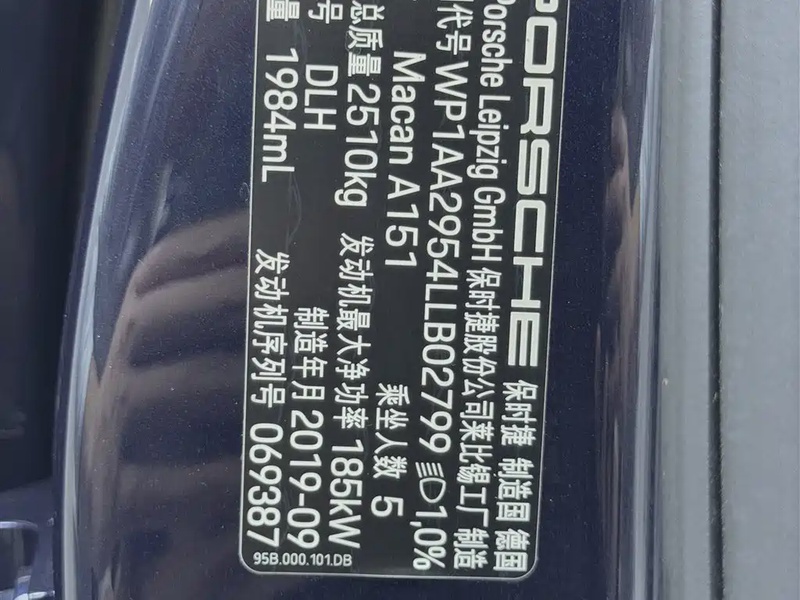 PORSCHE 保时捷 制造国 德国
Porsche Leipzig GmbH 保时捷股份公司莱比锡工厂 制造
代号 WP1AA2954LLB02799 1,0%
Macan A151 乘坐人数 5
总质量 2510kg 发动机最大净功率 185kW
号 DLH 制造年月 2019-09
量 1984mL 发动机序列号 069387
95B.000.101.DB